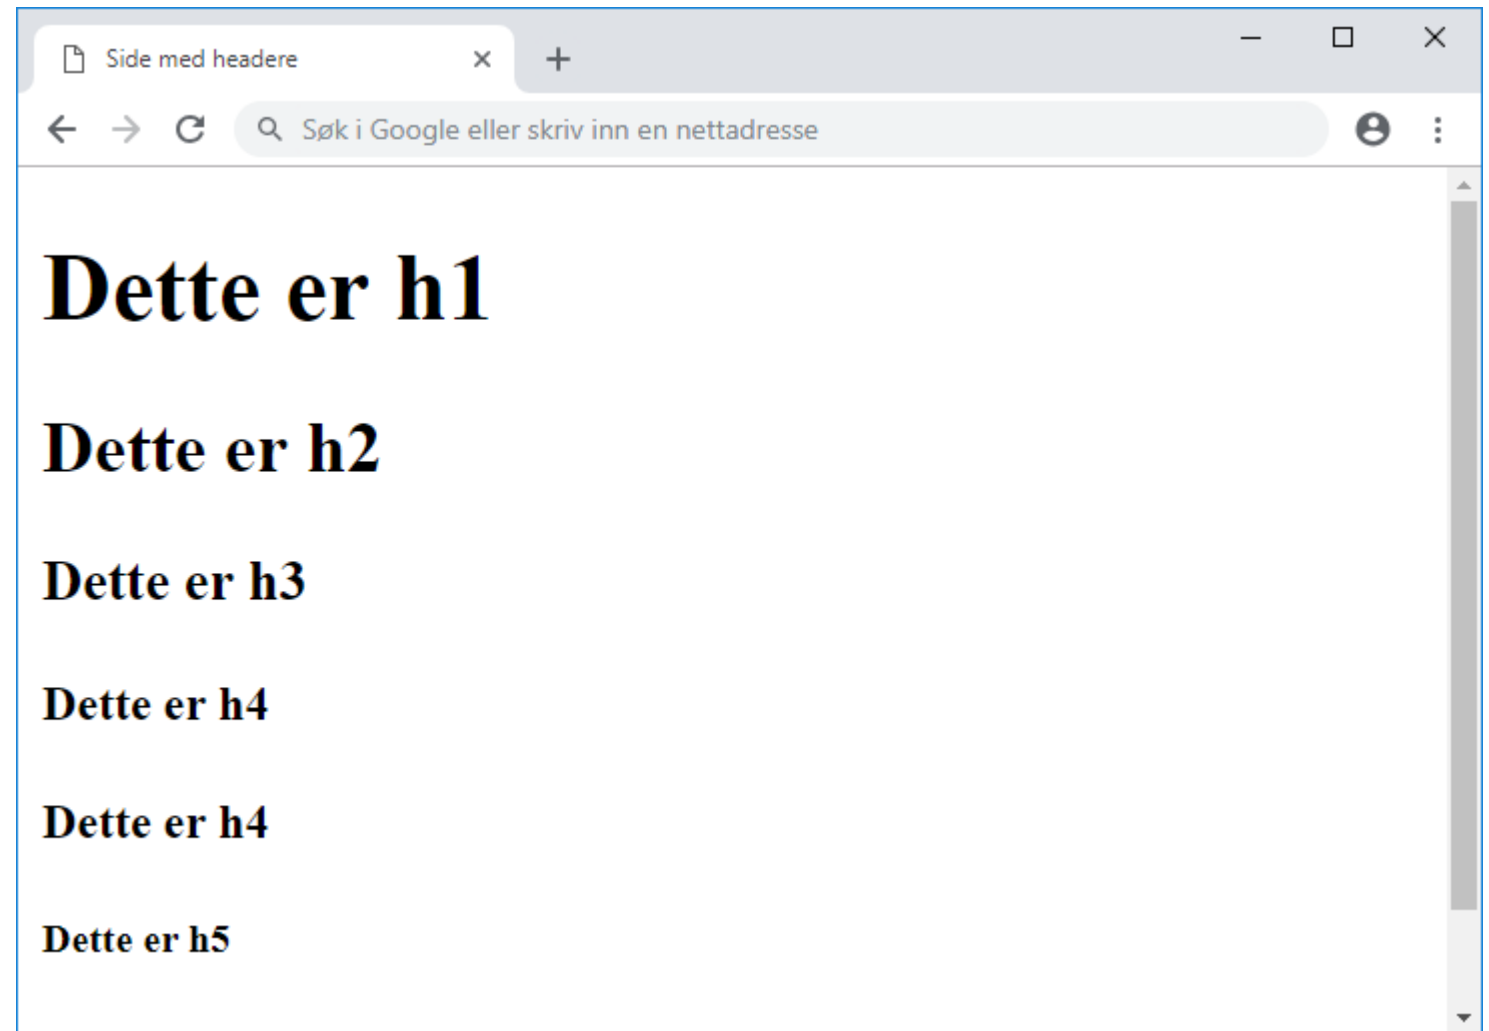 Side med headere
Søk i Google eller skriv inn en nettadresse
Dette er h1
Dette er h2
Dette er h3
Dette er h4
Dette er h4
Dette er h5